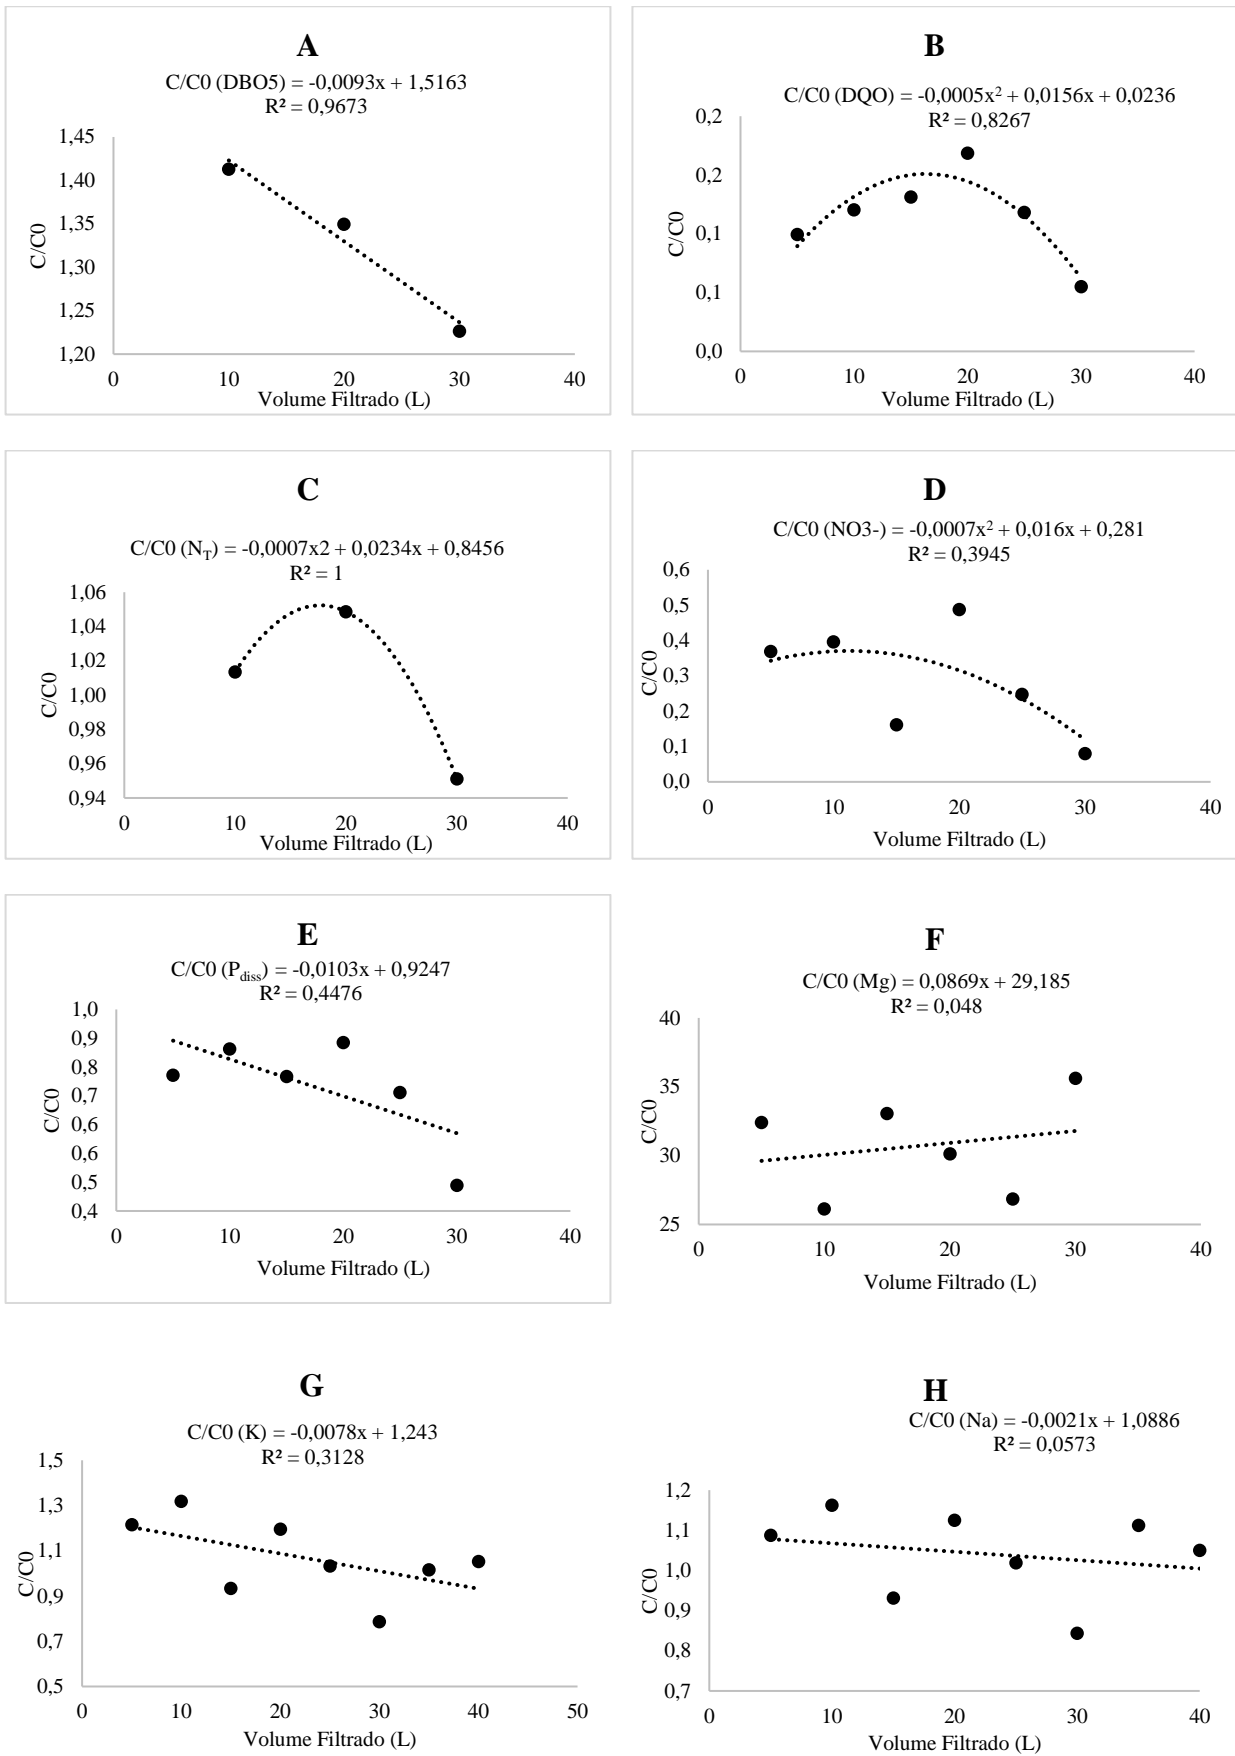 A
C/C0 (DBO5) = -0,0093x + 1,5163
R² = 0,9673
1,45
1,40
1,35
1,30
1,25
1,20
C/C0
0 10 20 30 40
Volume Filtrado (L)
B
C/C0 (DQO) = -0,0005x² + 0,0156x + 0,0236
R² = 0,8267
0,2
0,2
0,1
0,1
0,0
C/C0
0 10 20 30 40
Volume Filtrado (L)
C
C/C0 (N_T) = -0,0007x2 + 0,0234x + 0,8456
R² = 1
1,06
1,04
1,02
1,00
0,98
0,96
0,94
C/C0
0 10 20 30 40
Volume Filtrado (L)
D
C/C0 (NO3-) = -0,0007x² + 0,016x + 0,281
R² = 0,3945
0,6
0,5
0,4
0,3
0,2
0,1
0,0
C/C0
0 10 20 30 40
Volume Filtrado (L)
E
C/C0 (P_diss) = -0,0103x + 0,9247
R² = 0,4476
1,0
0,9
0,8
0,7
0,6
0,6
0,5
0,4
C/C0
0 10 20 30 40
Volume Filtrado (L)
F
C/C0 (Mg) = 0,0869x + 29,185
R² = 0,048
40
35
30
25
C/C0
0 10 20 30 40
Volume Filtrado (L)
G
C/C0 (K) = -0,0078x + 1,243
R² = 0,3128
1,5
1,3
1,1
0,9
0,7
0,5
C/C0
0 10 20 30 40 50
Volume Filtrado (L)
H
C/C0 (Na) = -0,0021x + 1,0886
R² = 0,0573
1,2
1,1
1,0
0,9
0,8
0,7
C/C0
0 10 20 30 40
Volume Filtrado (L)